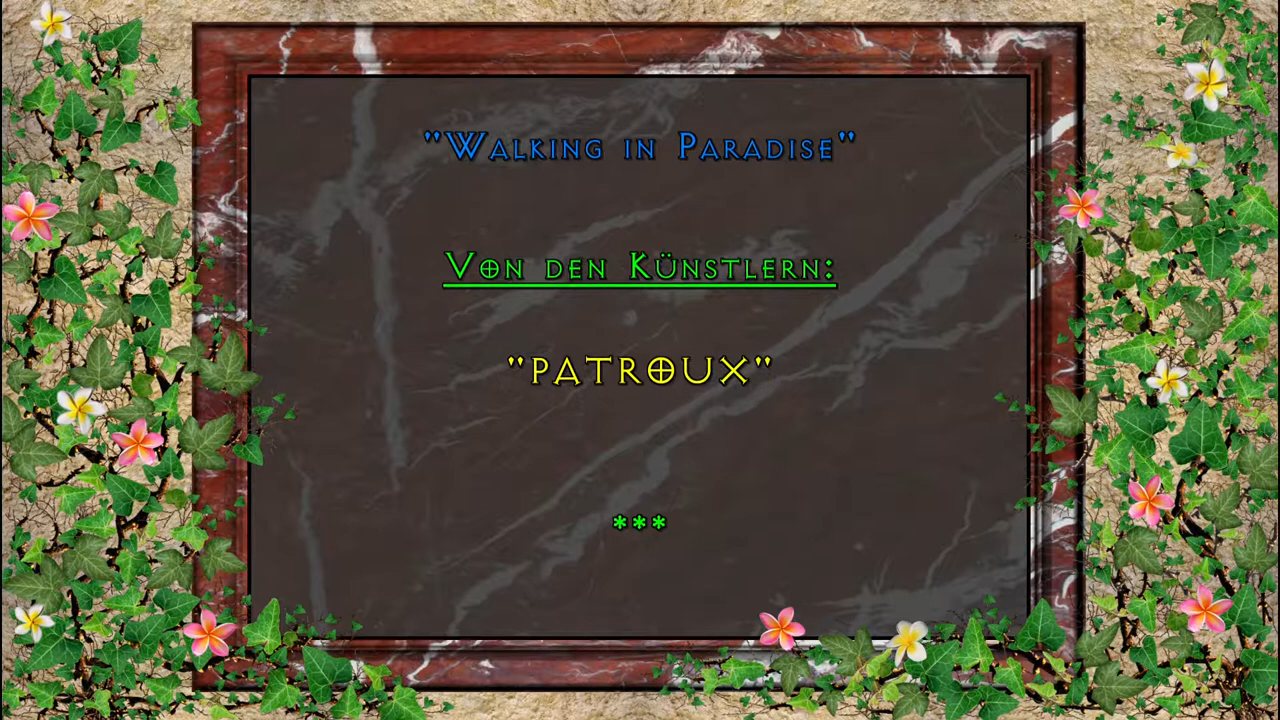 "Walking in Paradise"
Von den Künstlern:
"PATROUX"
***